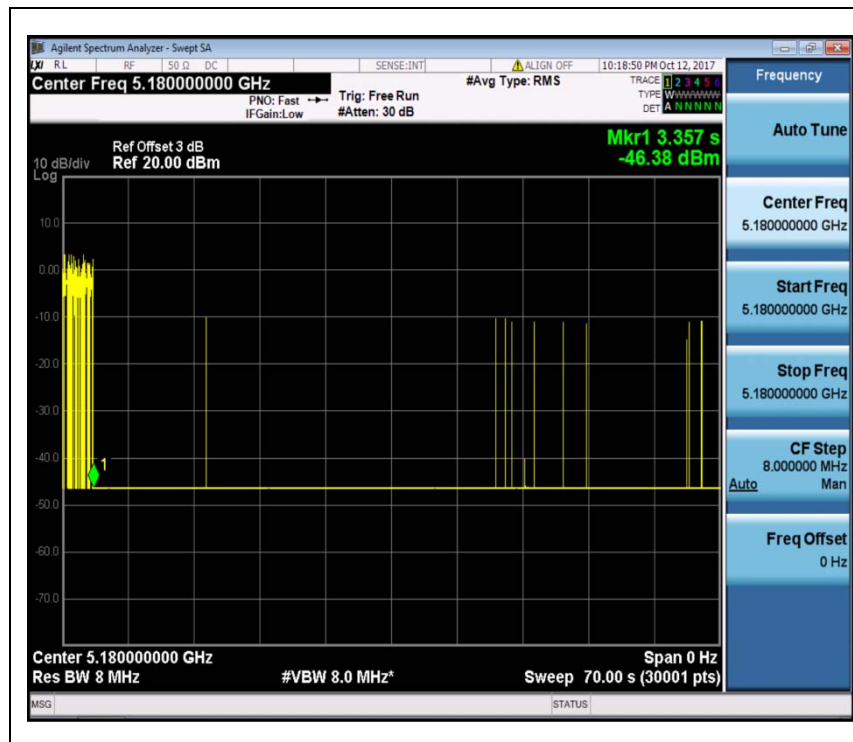 Agilent Spectrum Analyzer - Swept SA
LXI RL RF 50 Ω DC SENSE:INT ALIGN OFF 10:18:50 PM Oct 12, 2017
Center Freq 5.180000000 GHz
PNO: Fast
IFGain:Low
Trig: Free Run
#Atten: 30 dB
#Avg Type: RMS
TRACE 1 2 3 4 5 6
TYPE WWWWWWW
DET A N N N N N
Frequency
Mkr1 3.357 s
-46.38 dBm
Ref Offset 3 dB
10 dB/div Ref 20.00 dBm
Log
10.0
0.00
-10.0
-20.0
-30.0
-40.0
-50.0
-60.0
-70.0
1
Center 5.180000000 GHz Span 0 Hz
Res BW 8 MHz #VBW 8.0 MHz* Sweep 70.00 s (30001 pts)
Auto Tune
Center Freq
5.180000000 GHz
Start Freq
5.180000000 GHz
Stop Freq
5.180000000 GHz
CF Step
8.000000 MHz
Auto Man
Freq Offset
0 Hz
MSG STATUS